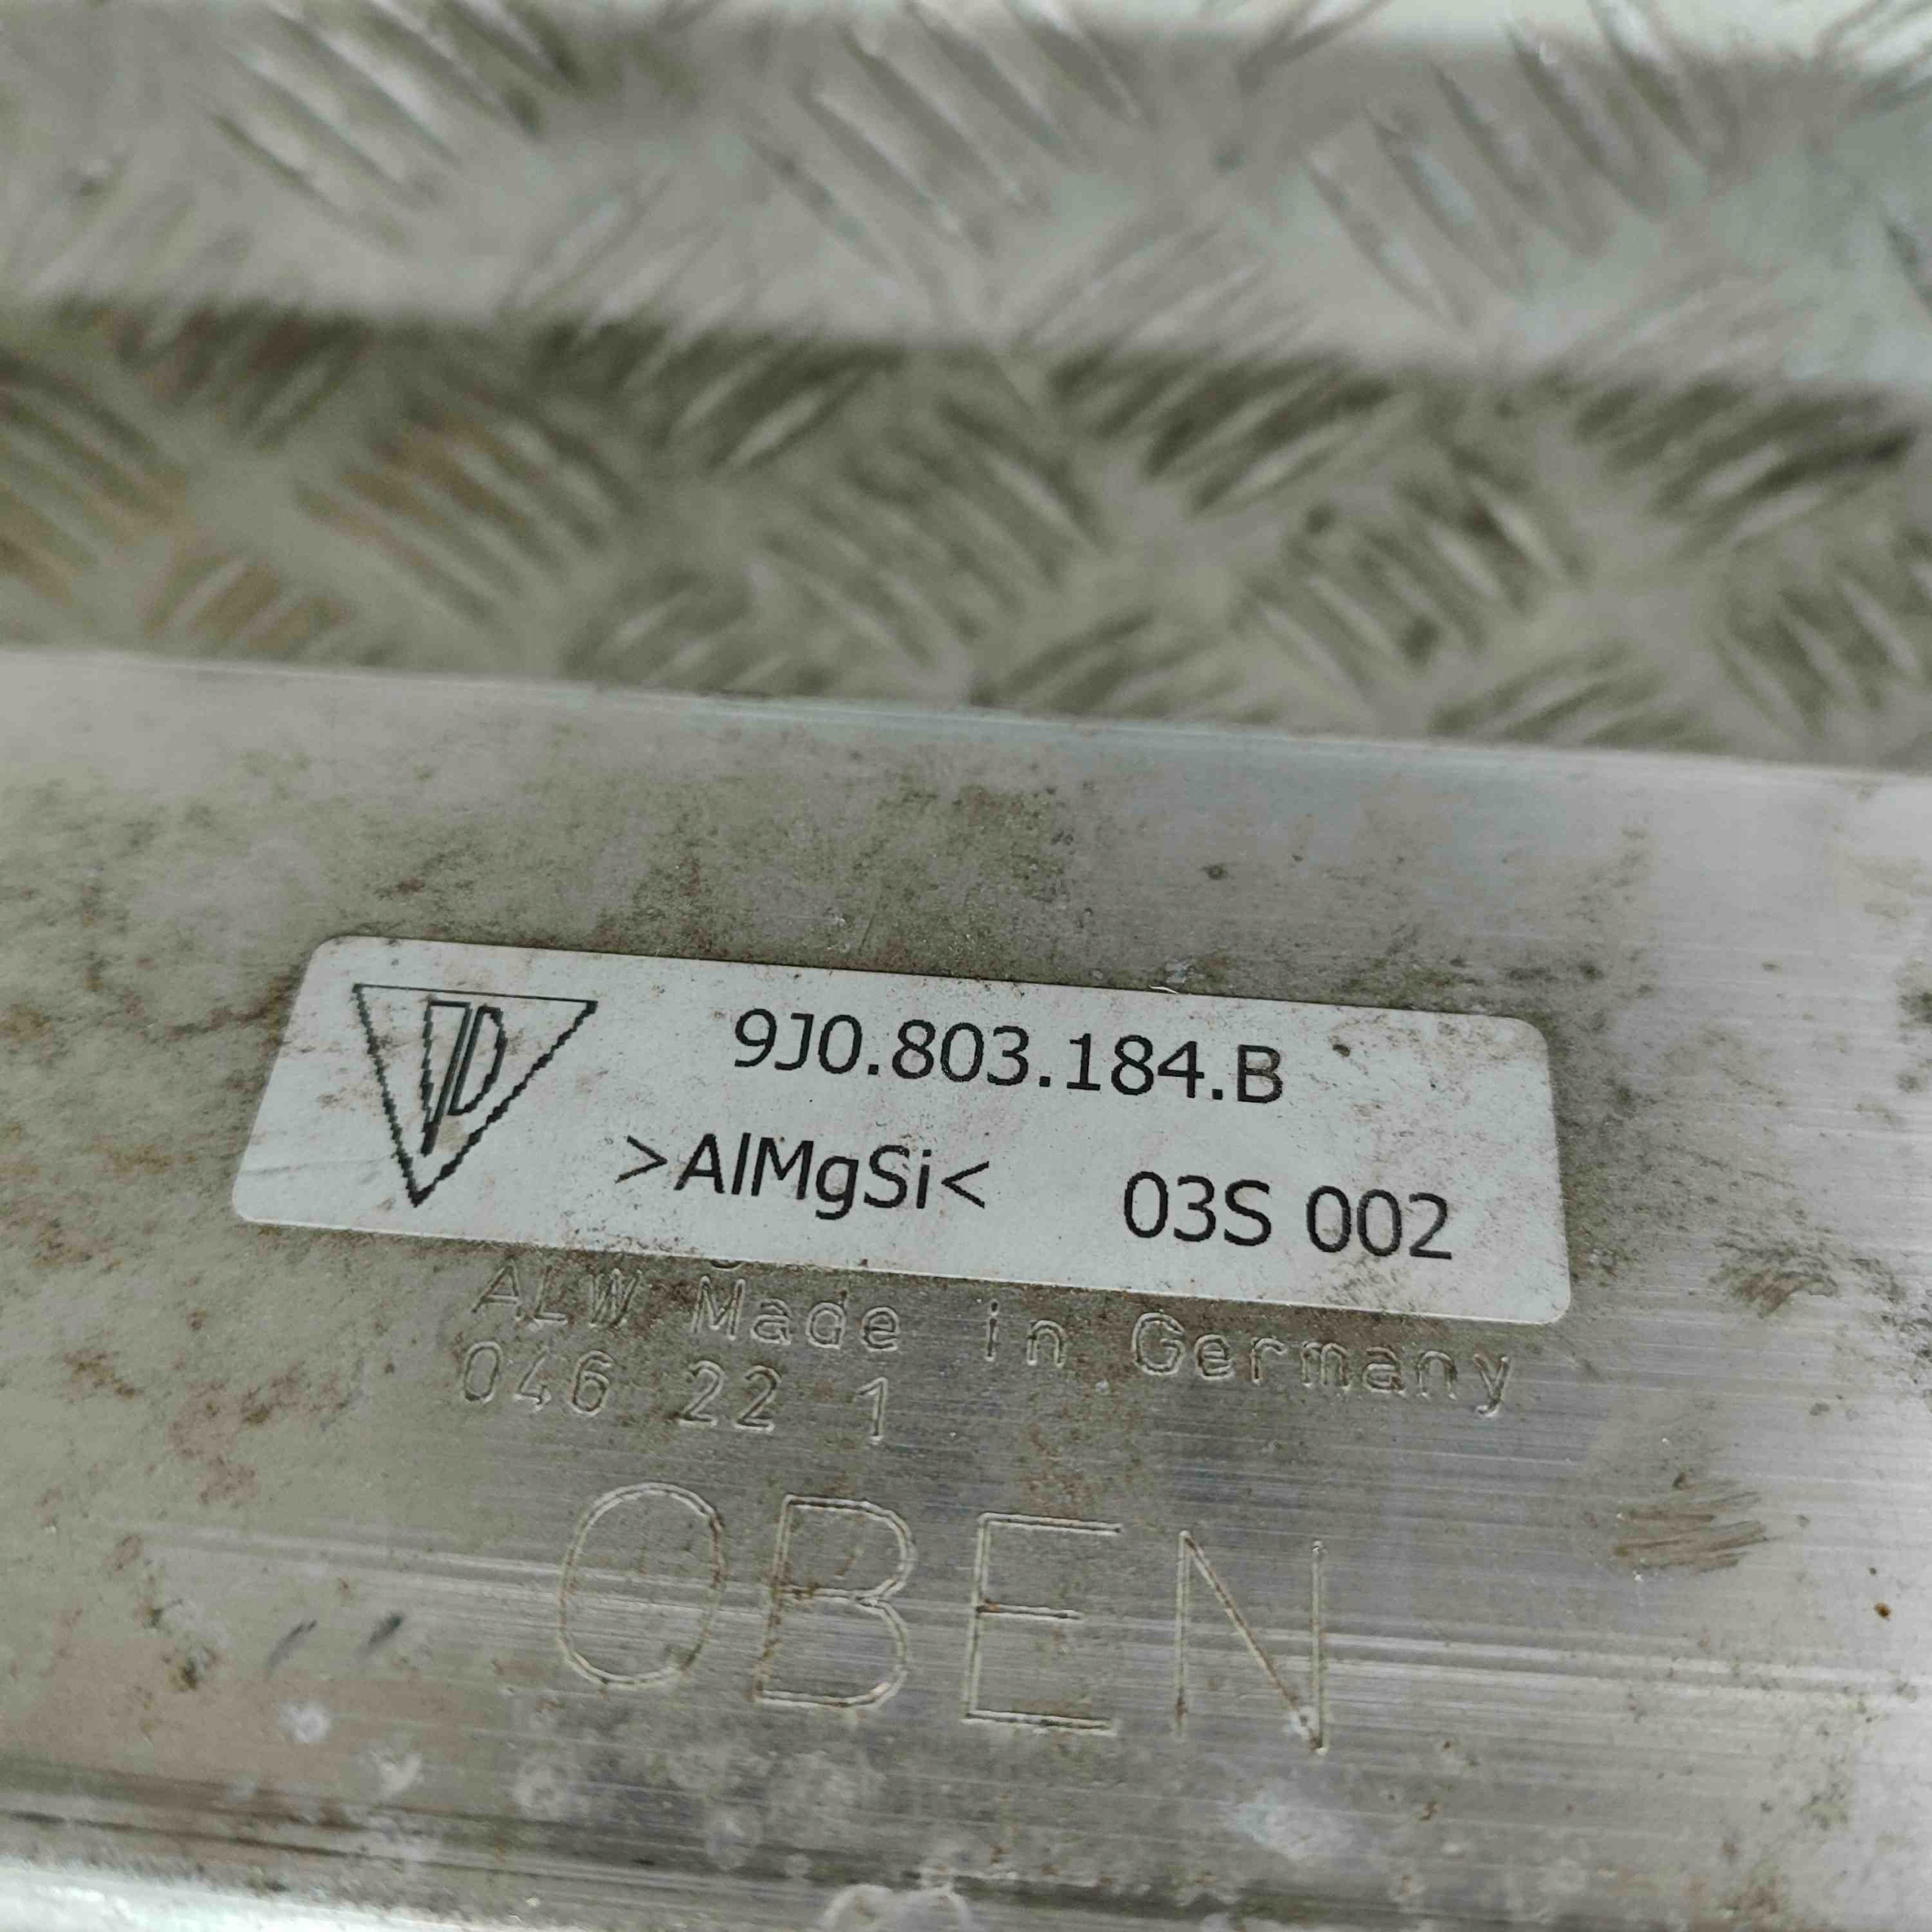 9J0.803.184.B
>AlMgSi< 03S 002
ALW Made in Germany
046 22 1
OBEN